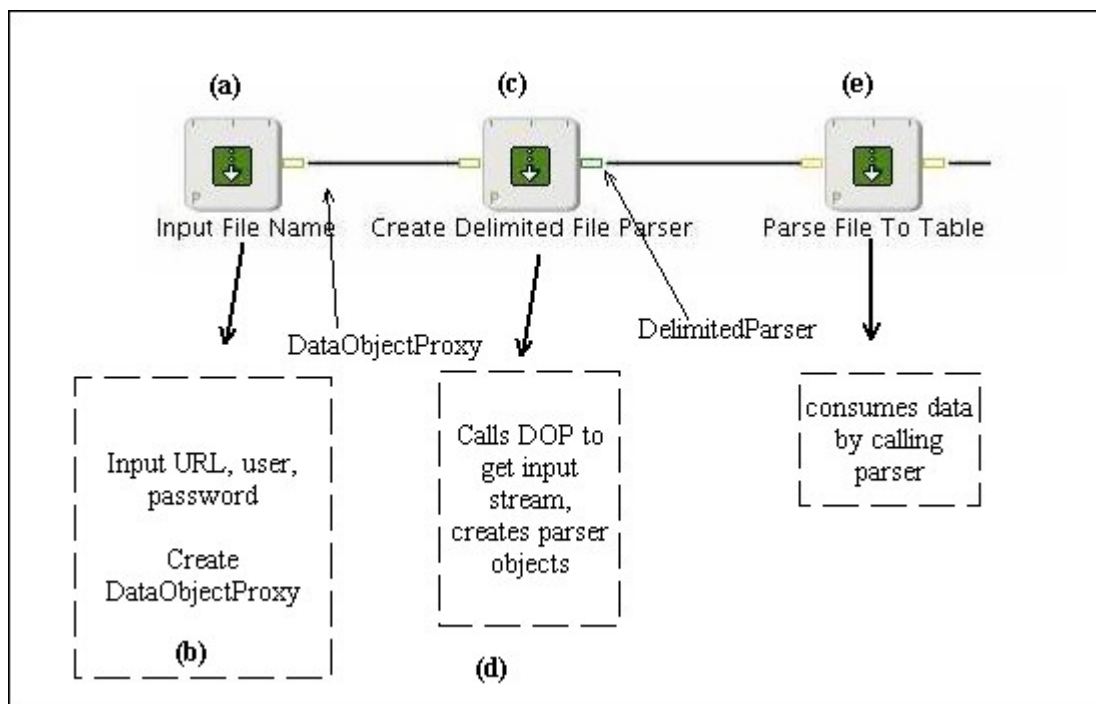 (a)
(c)
(e)
P
P
P
Input File Name
Create Delimited File Parser
Parse File To Table
DataObjectProxy
DelimitedParser
Input URL, user,
password
Create
DataObjectProxy
(b)
Calls DOP to
get input
stream,
creates parser
objects
(d)
consumes data
by calling
parser